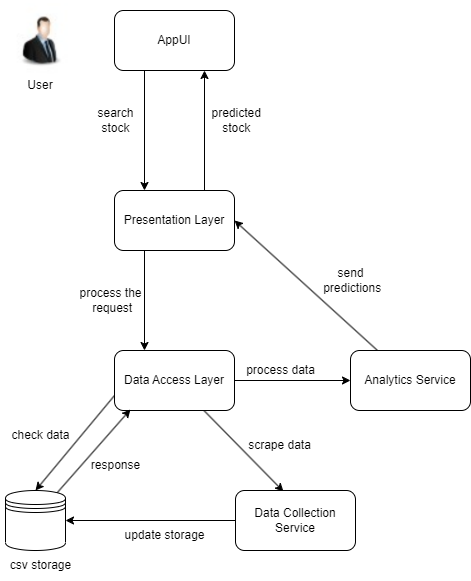 AppUI
User
search
stock
predicted
stock
Presentation Layer
send
predictions
process the
request
Data Access Layer
process data
Analytics Service
check data
scrape data
response
Data Collection
Service
update storage
csv storage